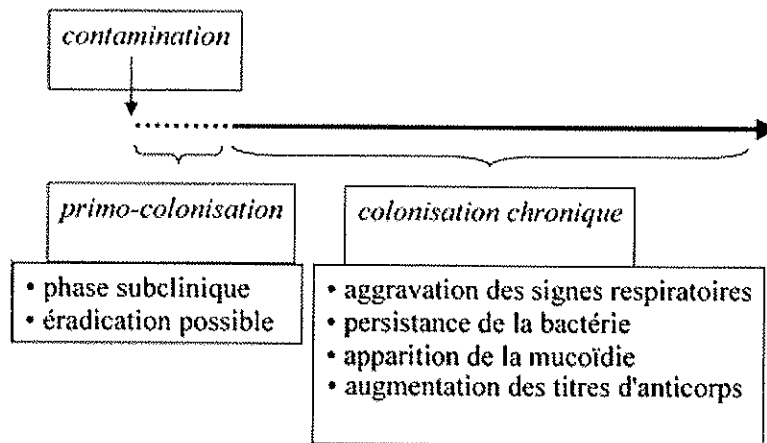 contamination
primo-colonisation
• phase subclinique
• éradication possible
colonisation chronique
• aggravation des signes respiratoires
• persistance de la bactérie
• apparition de la mucoïdie
• augmentation des titres d'anticorps